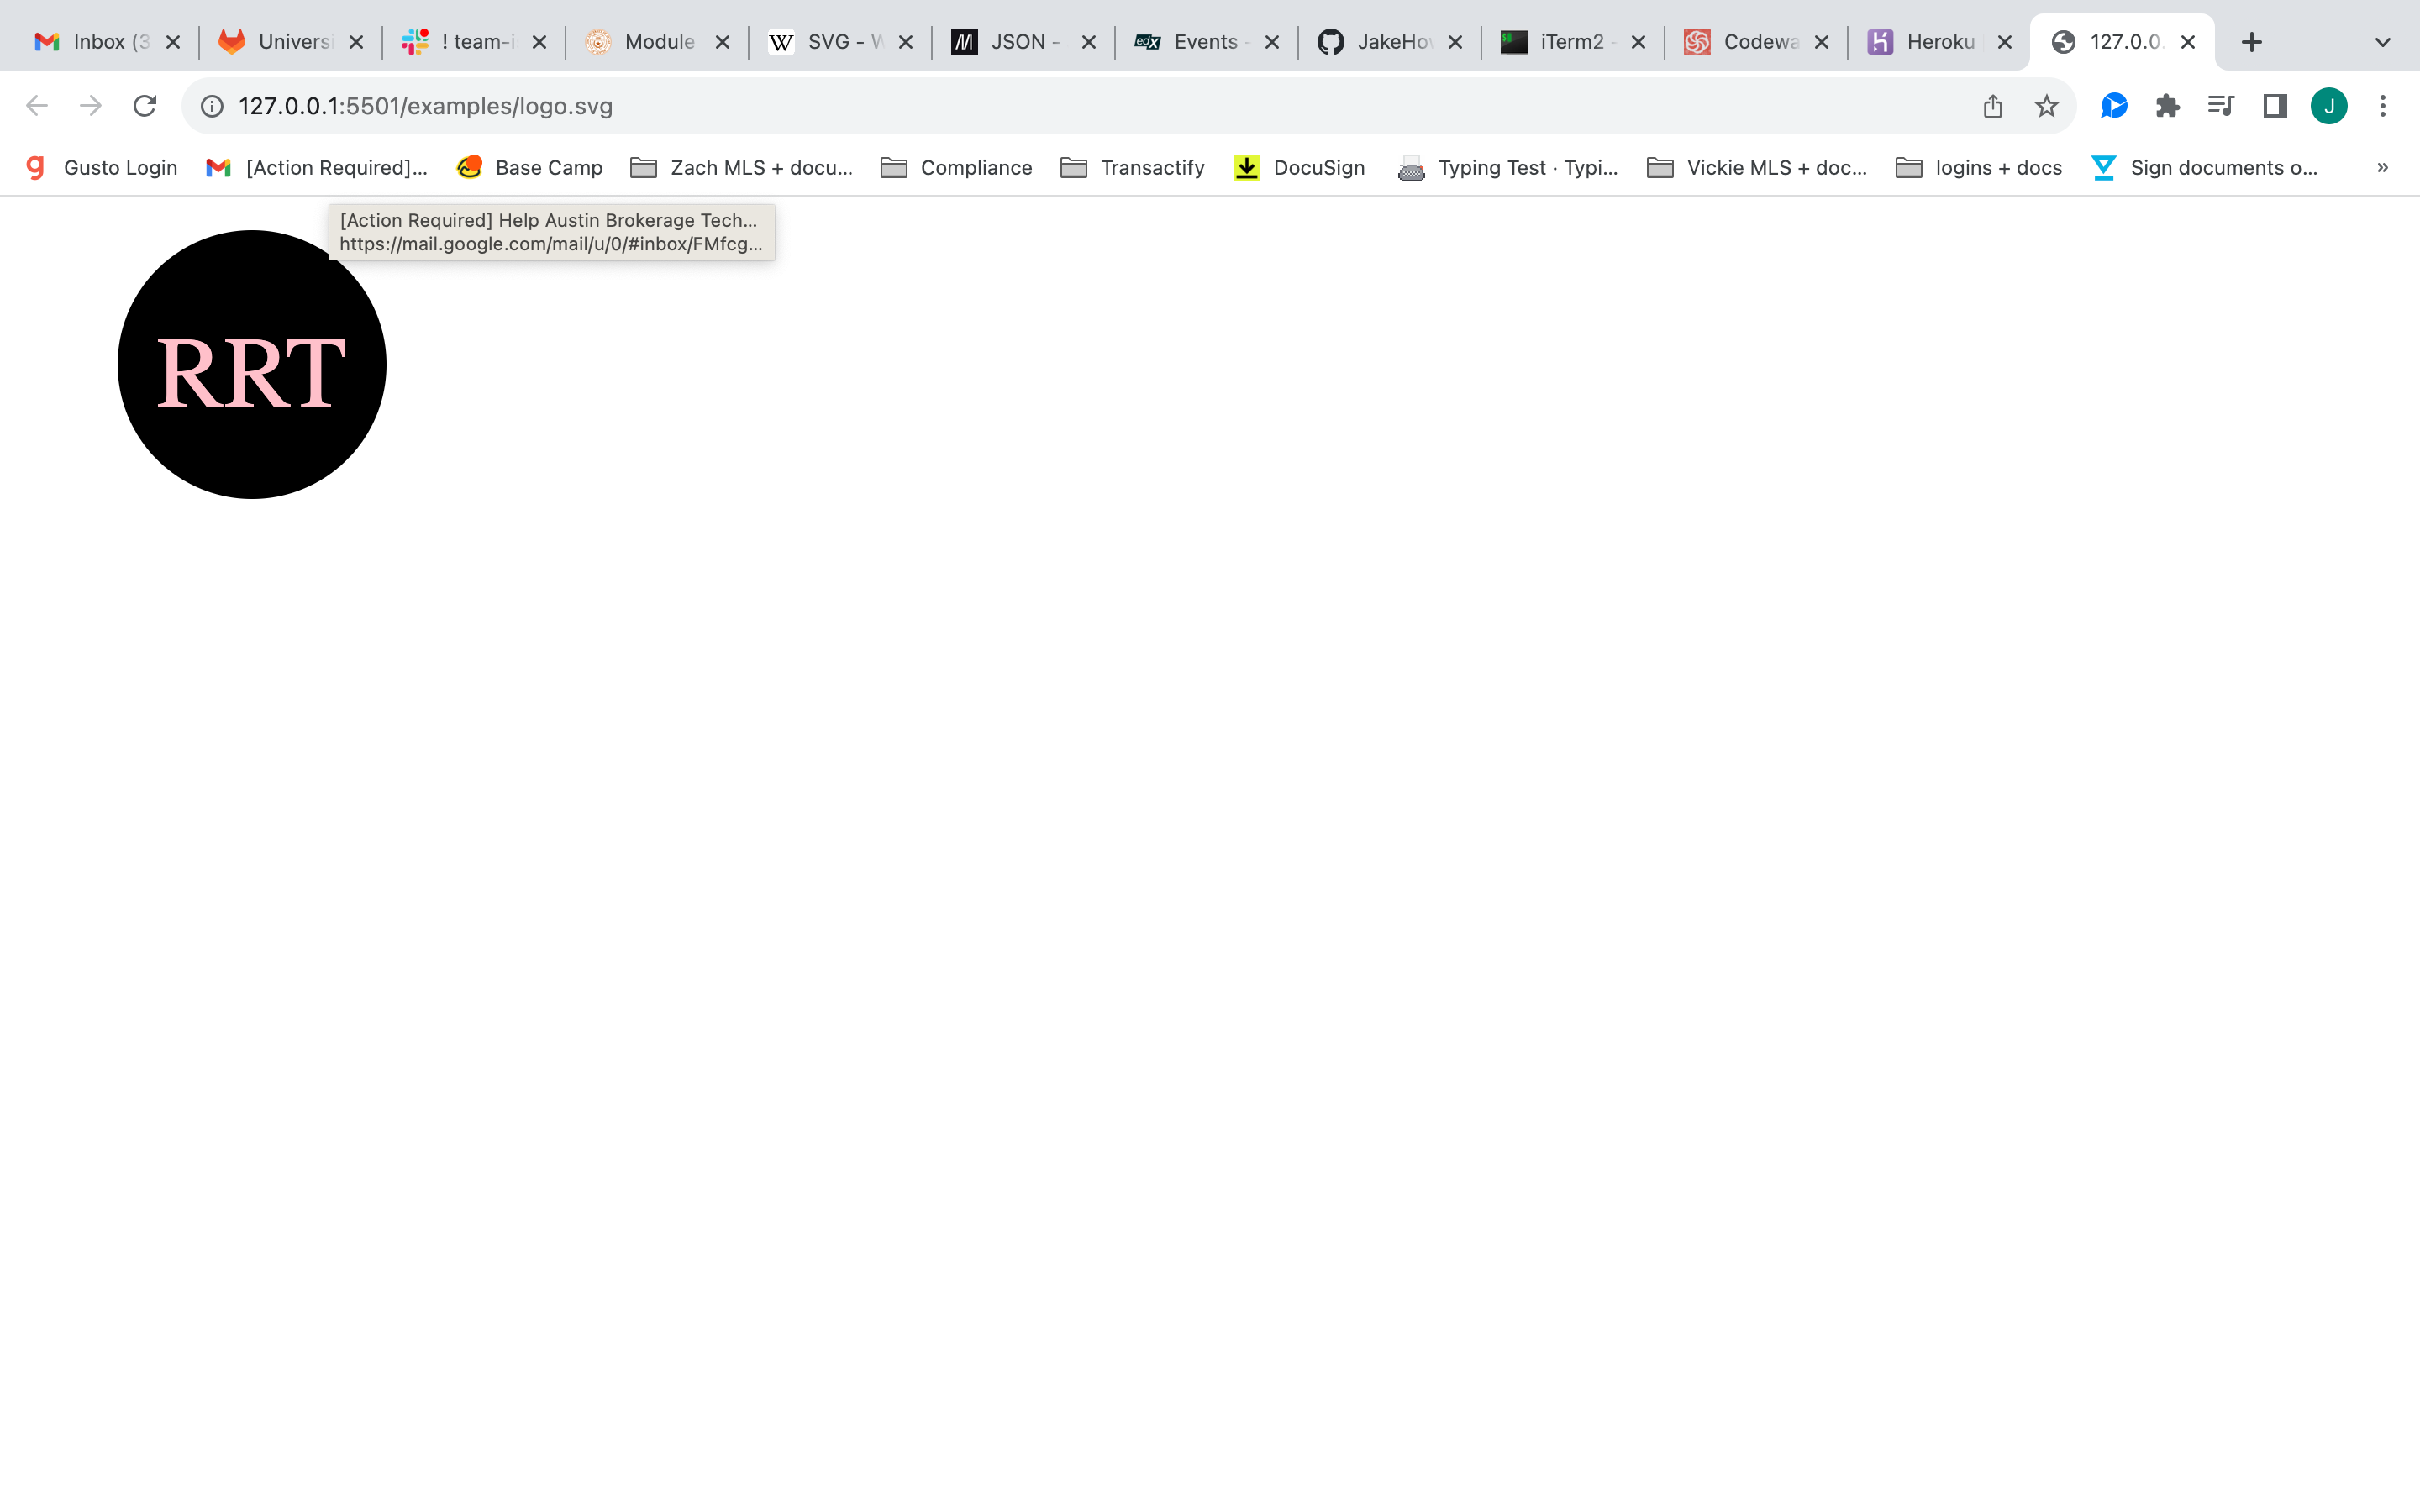 Inbox (3
Universi
! team-i
Module
SVG - W
JSON -
Events -
JakeHov
iTerm2 -
Codewa
Heroku
127.0.0.
127.0.0.1:5501/examples/logo.svg
J
Gusto Login
[Action Required]...
Base Camp
Zach MLS + docu...
Compliance
Transactify
DocuSign
Typing Test · Typi...
Vickie MLS + doc...
logins + docs
Sign documents o...
»
[Action Required] Help Austin Brokerage Tech...
https://mail.google.com/mail/u/0/#inbox/FMfcg...
RRT